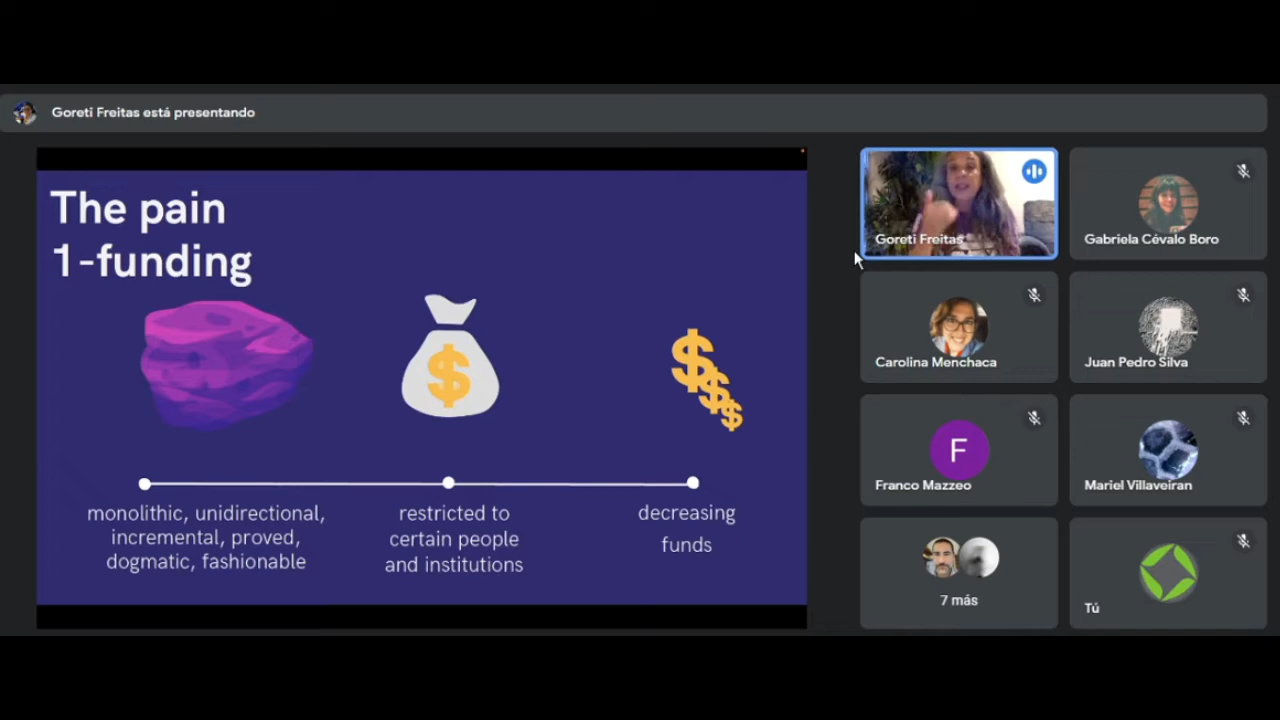 Goreti Freitas está presentando
The pain
1-funding
monolithic, unidirectional,
incremental, proved,
dogmatic, fashionable
restricted to
certain people
and institutions
decreasing
funds
Goreti Freitas
Gabriela Cévalo Boro
Carolina Menchaca
Juan Pedro Silva
F
Franco Mazzeo
Mariel Villaveiran
7 más
Tú